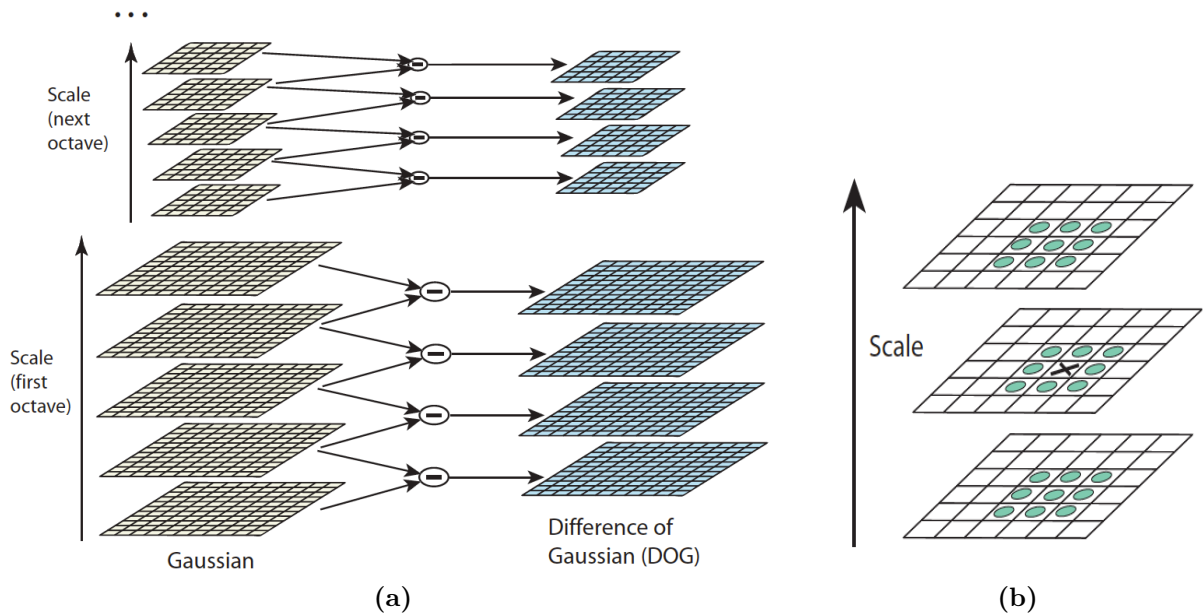 ...
Scale
(next
octave)
Scale
(first
octave)
Gaussian
Difference of
Gaussian (DOG)
(a)
Scale
(b)